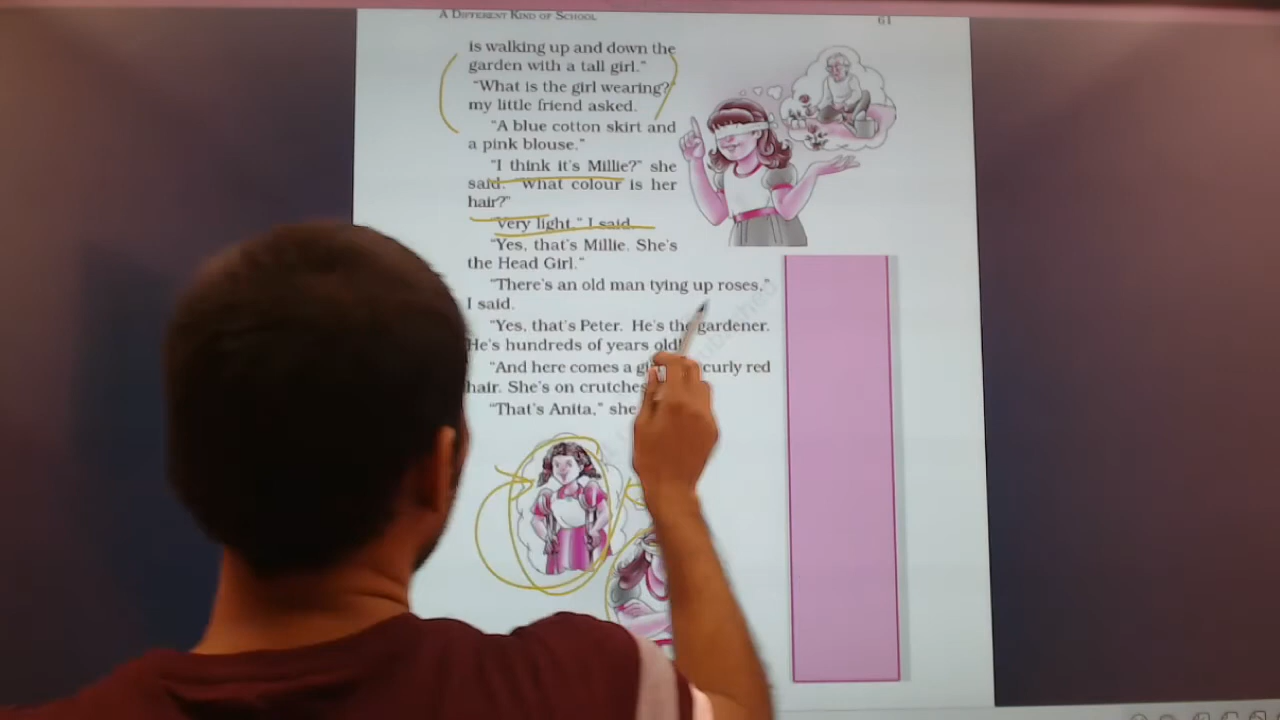 A DIFFERENT KIND OF SCHOOL 61
is walking up and down the
garden with a tall girl."
"What is the girl wearing?"
my little friend asked.
"A blue cotton skirt and
a pink blouse."
"I think it's Millie?" she
said. "What colour is her
hair?"
"Very light," I said.
"Yes, that's Millie. She's
the Head Girl."
"There's an old man tying up roses,"
I said.
"Yes, that's Peter. He's the gardener.
He's hundreds of years old!
"And here comes a curly red
hair. She's on crutches
"That's Anita," she